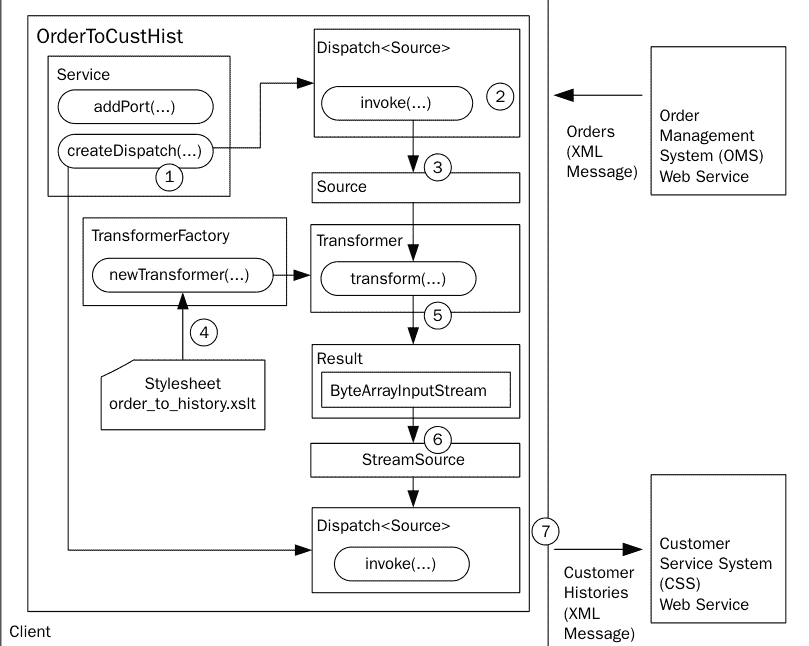 OrderToCustHist
Service
addPort(...)
createDispatch(...)
1
Dispatch<Source>
invoke(...)
2
3
Source
TransformerFactory
newTransformer(...)
4
Stylesheet
order_to_history.xslt
Transformer
transform(...)
5
Result
ByteArrayInputStream
6
StreamSource
Dispatch<Source>
invoke(...)
7
Client
Orders
(XML
Message)
Order
Management
System (OMS)
Web Service
Customer
Histories
(XML
Message)
Customer
Service System
(CSS)
Web Service